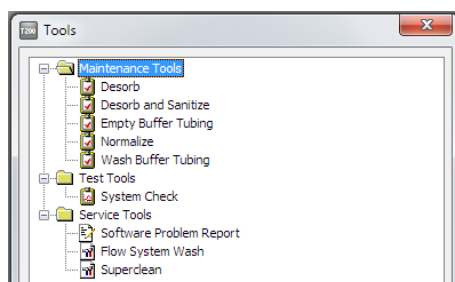 T200 Tools
Maintenance Tools
Desorb
Desorb and Sanitize
Empty Buffer Tubing
Normalize
Wash Buffer Tubing
Test Tools
System Check
Service Tools
Software Problem Report
Flow System Wash
Superclean